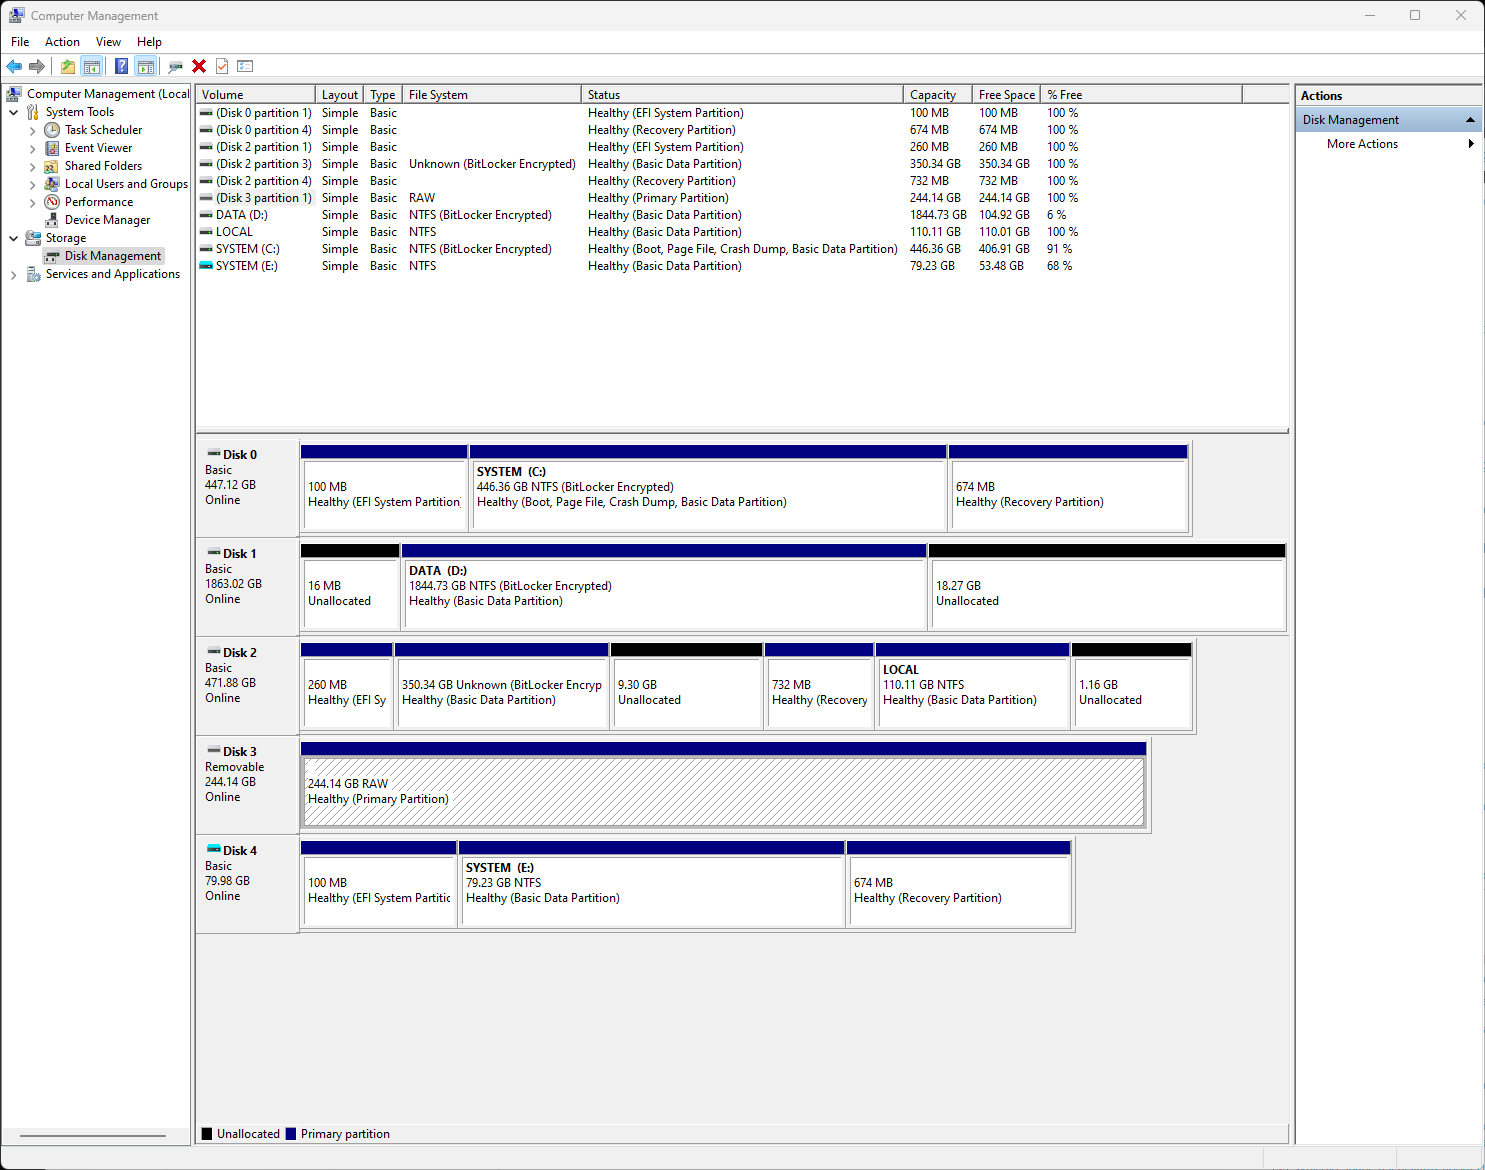 Computer Management
File Action View Help
Computer Management (Local
System Tools
Task Scheduler
Event Viewer
Shared Folders
Local Users and Groups
Performance
Device Manager
Storage
Disk Management
Services and Applications
Volume Layout Type File System Status Capacity Free Space % Free
(Disk 0 partition 1) Simple Basic Healthy (EFI System Partition) 100 MB 100 MB 100 %
(Disk 0 partition 4) Simple Basic Healthy (Recovery Partition) 674 MB 674 MB 100 %
(Disk 2 partition 1) Simple Basic Healthy (EFI System Partition) 260 MB 260 MB 100 %
(Disk 2 partition 3) Simple Basic Unknown (BitLocker Encrypted) Healthy (Basic Data Partition) 350.34 GB 350.34 GB 100 %
(Disk 2 partition 4) Simple Basic Healthy (Recovery Partition) 732 MB 732 MB 100 %
(Disk 3 partition 1) Simple Basic RAW Healthy (Primary Partition) 244.14 GB 244.14 GB 100 %
DATA (D:) Simple Basic NTFS (BitLocker Encrypted) Healthy (Basic Data Partition) 1844.73 GB 104.92 GB 6 %
LOCAL Simple Basic NTFS Healthy (Basic Data Partition) 110.11 GB 110.01 GB 100 %
SYSTEM (C:) Simple Basic NTFS (BitLocker Encrypted) Healthy (Boot, Page File, Crash Dump, Basic Data Partition) 446.36 GB 406.91 GB 91 %
SYSTEM (E:) Simple Basic NTFS Healthy (Basic Data Partition) 79.23 GB 53.48 GB 68 %
Disk 0
Basic
447.12 GB
Online
100 MB
Healthy (EFI System Partition)
SYSTEM (C:)
446.36 GB NTFS (BitLocker Encrypted)
Healthy (Boot, Page File, Crash Dump, Basic Data Partition)
674 MB
Healthy (Recovery Partition)
Disk 1
Basic
1863.02 GB
Online
16 MB
Unallocated
DATA (D:)
1844.73 GB NTFS (BitLocker Encrypted)
Healthy (Basic Data Partition)
18.27 GB
Unallocated
Disk 2
Basic
471.88 GB
Online
260 MB
Healthy (EFI Sy
350.34 GB Unknown (BitLocker Encryp
Healthy (Basic Data Partition)
9.30 GB
Unallocated
732 MB
Healthy (Recovery
LOCAL
110.11 GB NTFS
Healthy (Basic Data Partition)
1.16 GB
Unallocated
Disk 3
Removable
244.14 GB
Online
244.14 GB RAW
Healthy (Primary Partition)
Disk 4
Basic
79.98 GB
Online
100 MB
Healthy (EFI System Partitic
SYSTEM (E:)
79.23 GB NTFS
Healthy (Basic Data Partition)
674 MB
Healthy (Recovery Partition)
Unallocated Primary partition
Actions
Disk Management
More Actions